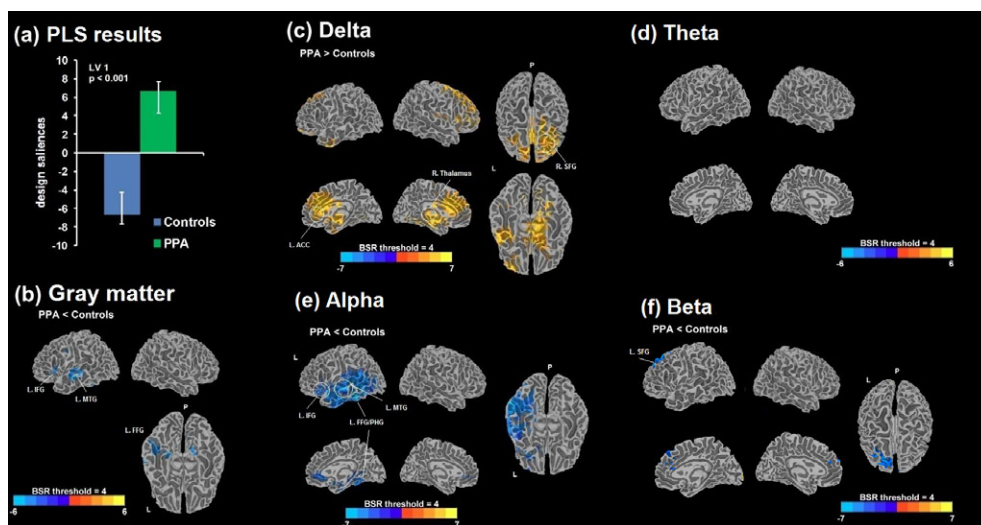 (a) PLS results
LV 1
p < 0.001
design saliences
10
8
6
4
2
0
-2
-4
-6
-8
-10
Controls
PPA
(b) Gray matter
PPA < Controls
L. IFG
L. MTG
L. FFG
P
L
BSR threshold = 4
-6
6
(c) Delta
PPA > Controls
P
L
R. SFG
R. Thalamus
L. ACC
BSR threshold = 4
-7
7
(d) Theta
BSR threshold = 4
-6
6
(e) Alpha
PPA < Controls
L
P
L. IFG
L. MTG
L. FFG/PHG
L
L
BSR threshold = 4
-7
7
(f) Beta
PPA < Controls
L. SFG
L
P
BSR threshold = 4
-7
7